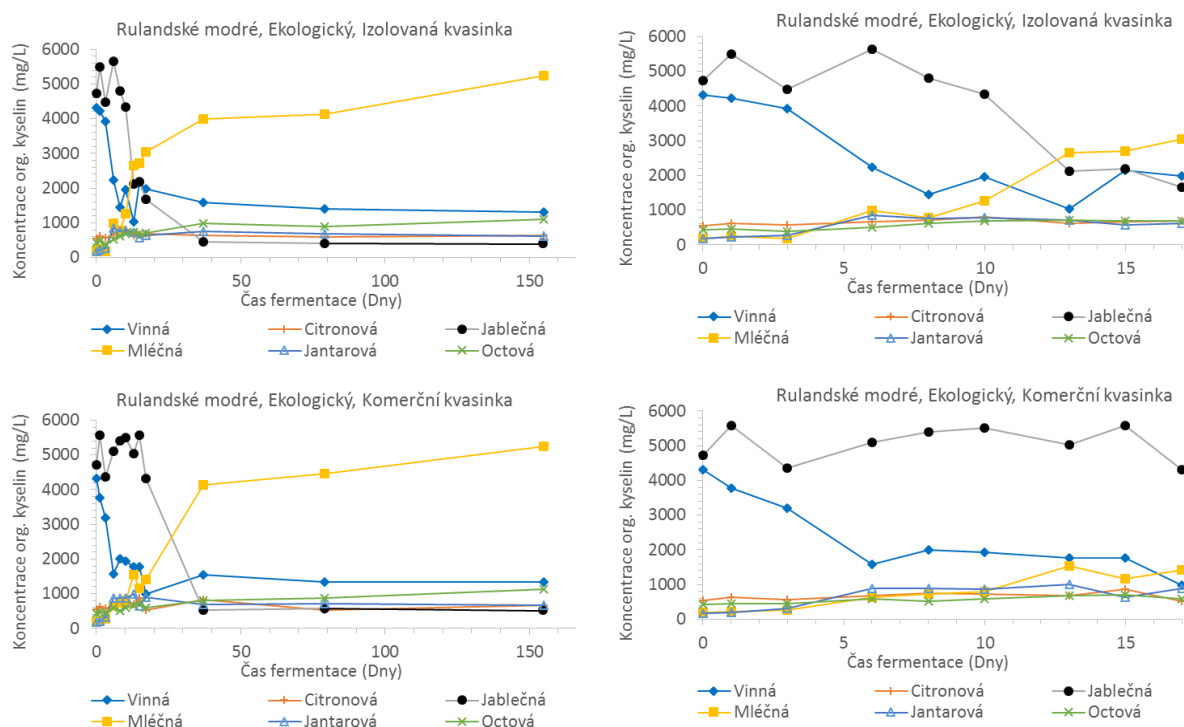 Rulandské modré, Ekologický, Izolovaná kvasinka
Koncentrace org. kyselin (mg/L)
6000
5000
4000
3000
2000
1000
0
0 50 100 150
Čas fermentace (Dny)
Vinná Citronová Jablečná
Mléčná Jantarová Octová
Rulandské modré, Ekologický, Izolovaná kvasinka
Koncentrace org. kyselin (mg/L)
6000
5000
4000
3000
2000
1000
0
0 5 10 15
Čas fermentace (Dny)
Vinná Citronová Jablečná
Mléčná Jantarová Octová
Rulandské modré, Ekologický, Komerční kvasinka
Koncentrace org. kyselin (mg/L)
6000
5000
4000
3000
2000
1000
0
0 50 100 150
Čas fermentace (Dny)
Vinná Citronová Jablečná
Mléčná Jantarová Octová
Rulandské modré, Ekologický, Komerční kvasinka
Koncentrace org. kyselin (mg/L)
6000
5000
4000
3000
2000
1000
0
0 5 10 15
Čas fermentace (Dny)
Vinná Citronová Jablečná
Mléčná Jantarová Octová